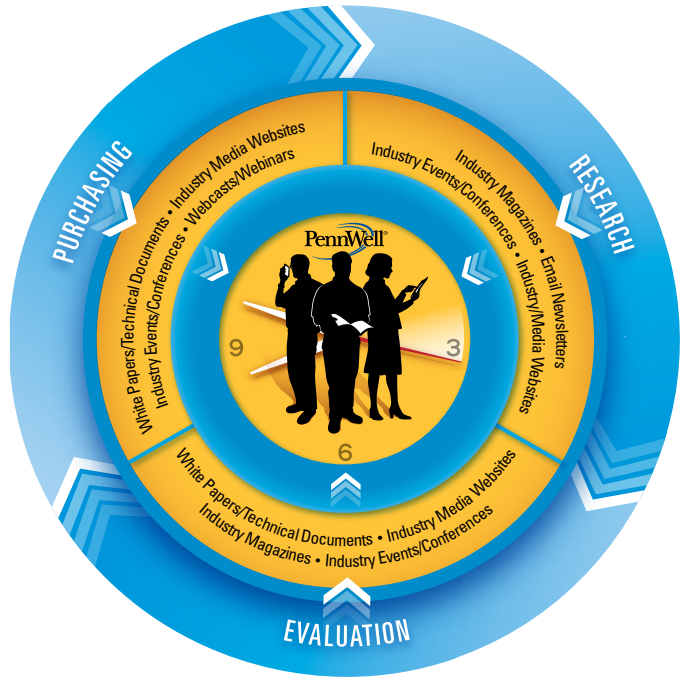 PURCHASING
RESEARCH
EVALUATION
White Papers/Technical Documents • Industry Media Websites
Industry Events/Conferences • Webcasts/Webinars
Industry Magazines • Email Newsletters
Industry Events/Conferences • Industry/Media Websites
White Papers/Technical Documents • Industry Media Websites
Industry Magazines • Industry Events/Conferences
PennWell®
9
3
6